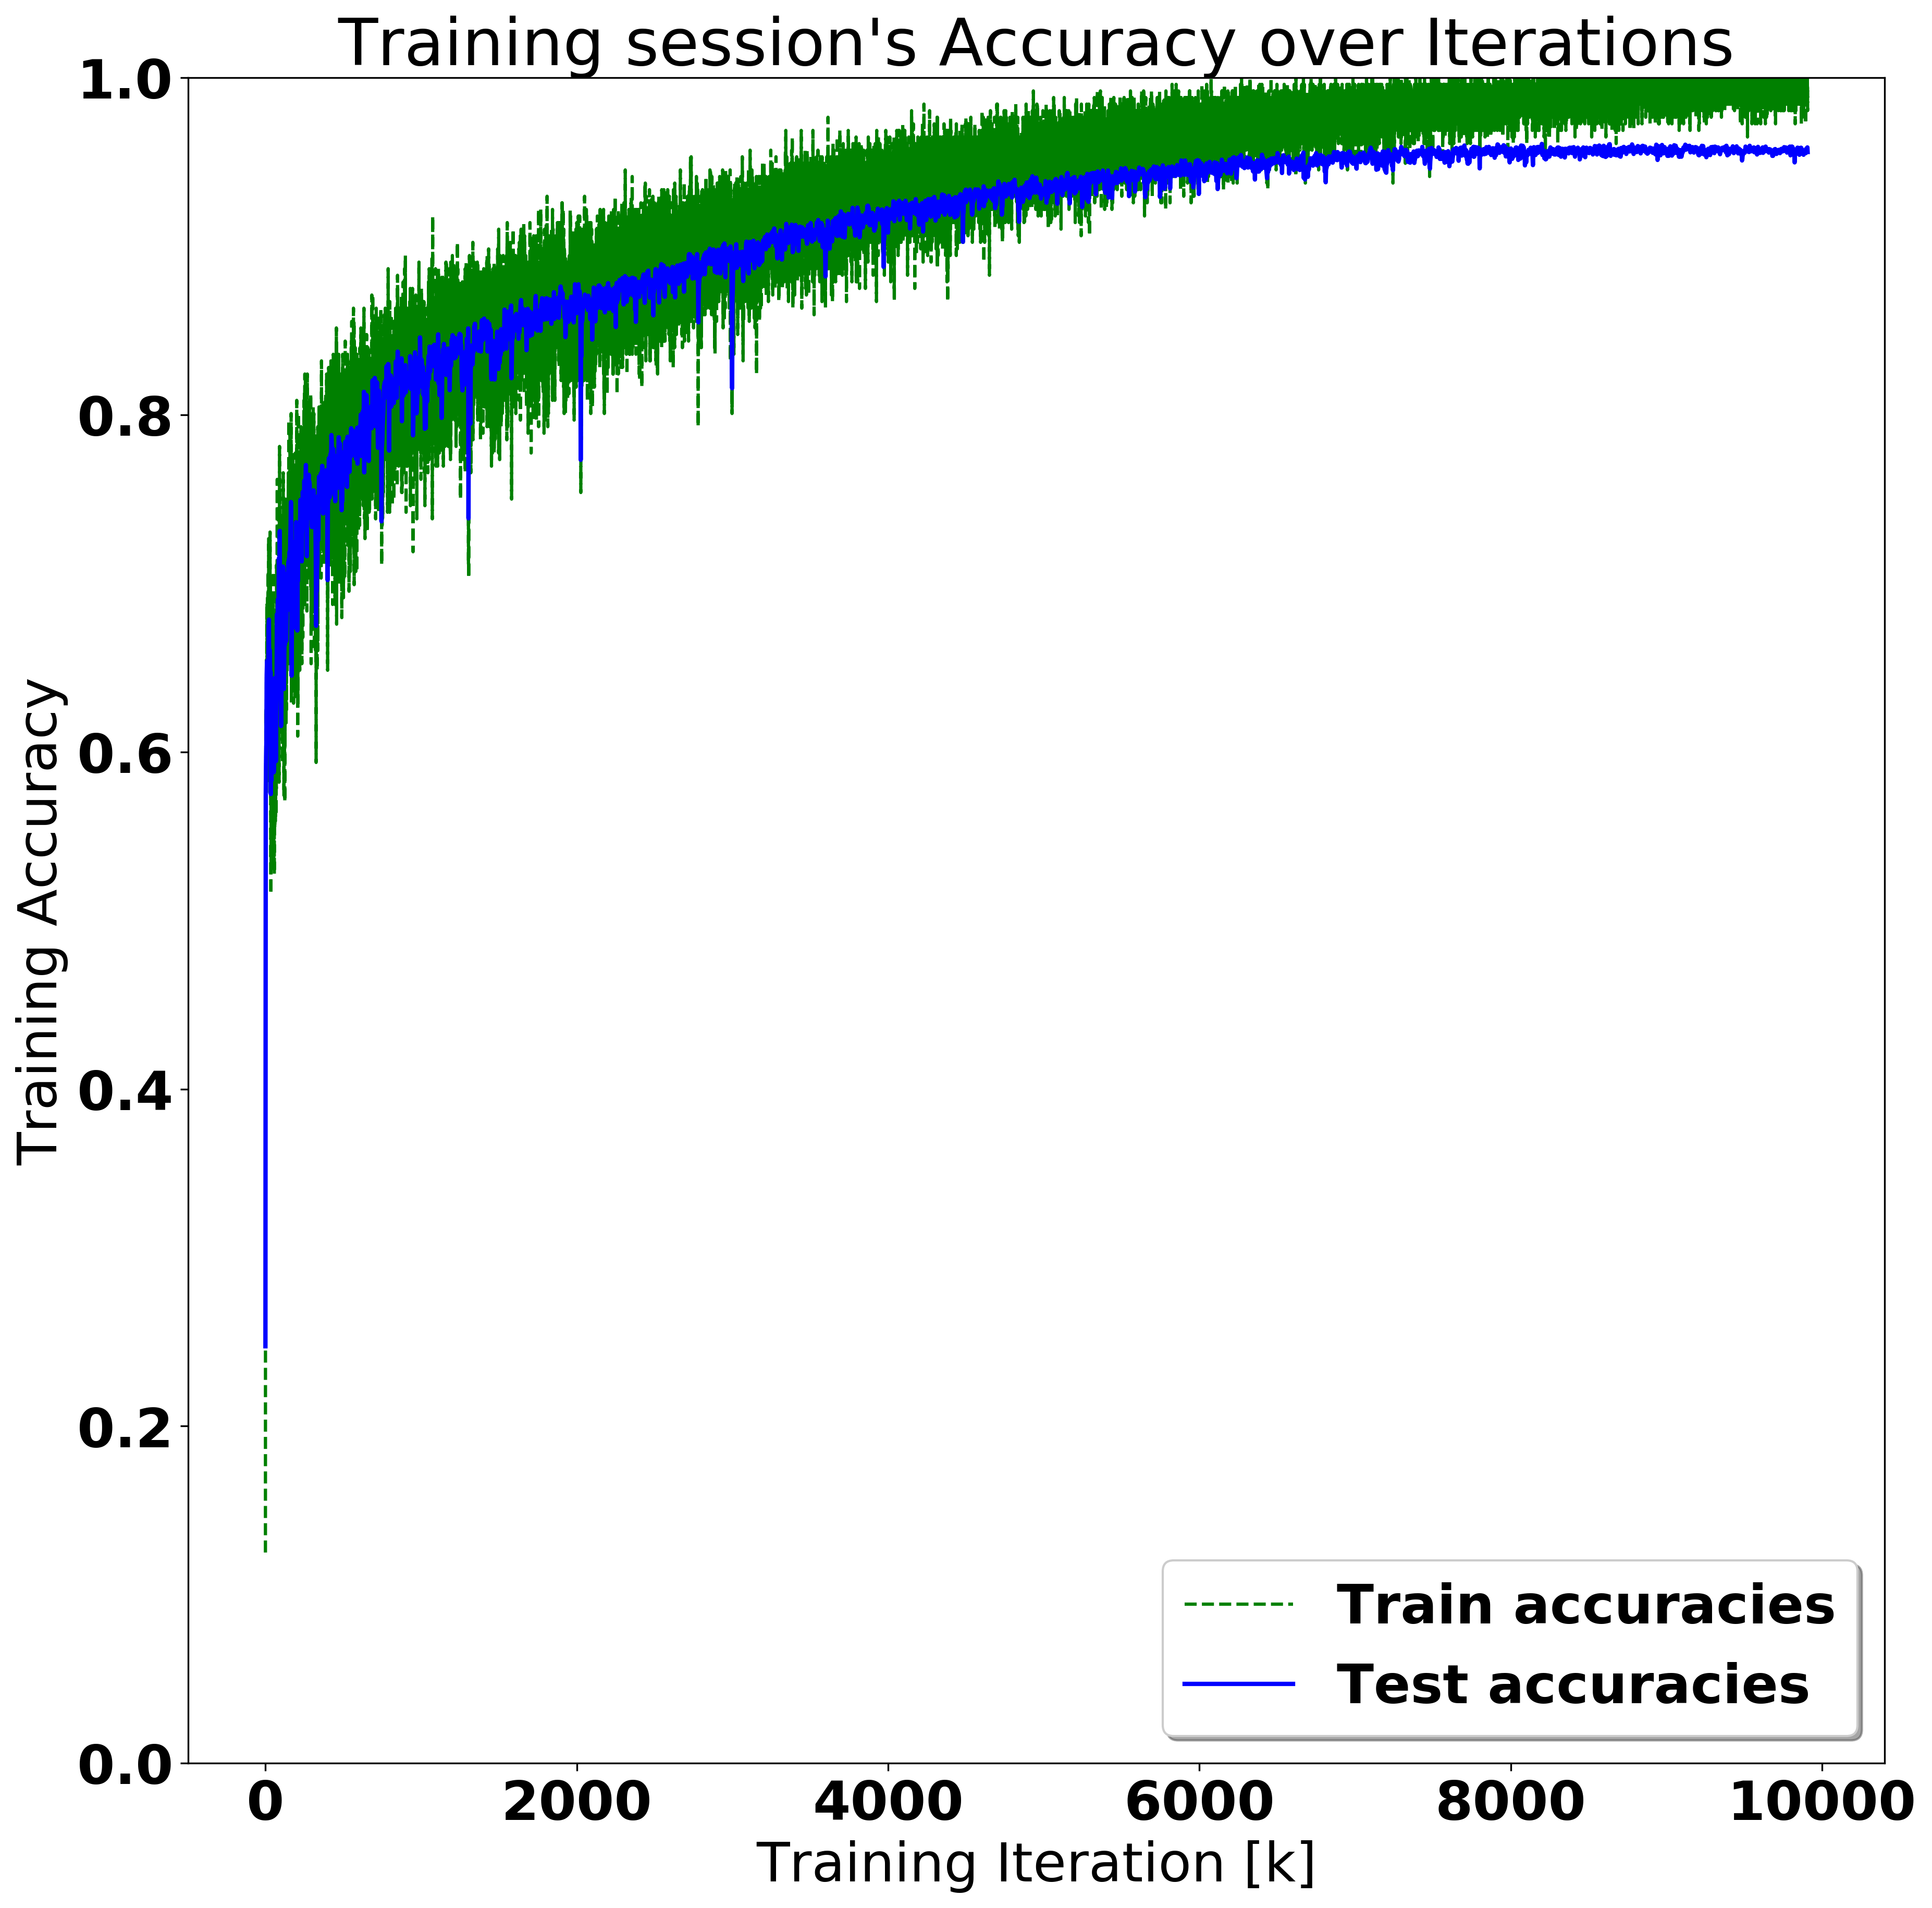 Training session's Accuracy over Iterations
1.0
0.8
0.6
0.4
0.2
0.0
Training Accuracy
0 2000 4000 6000 8000 10000
Training Iteration [k]
Train accuracies
Test accuracies